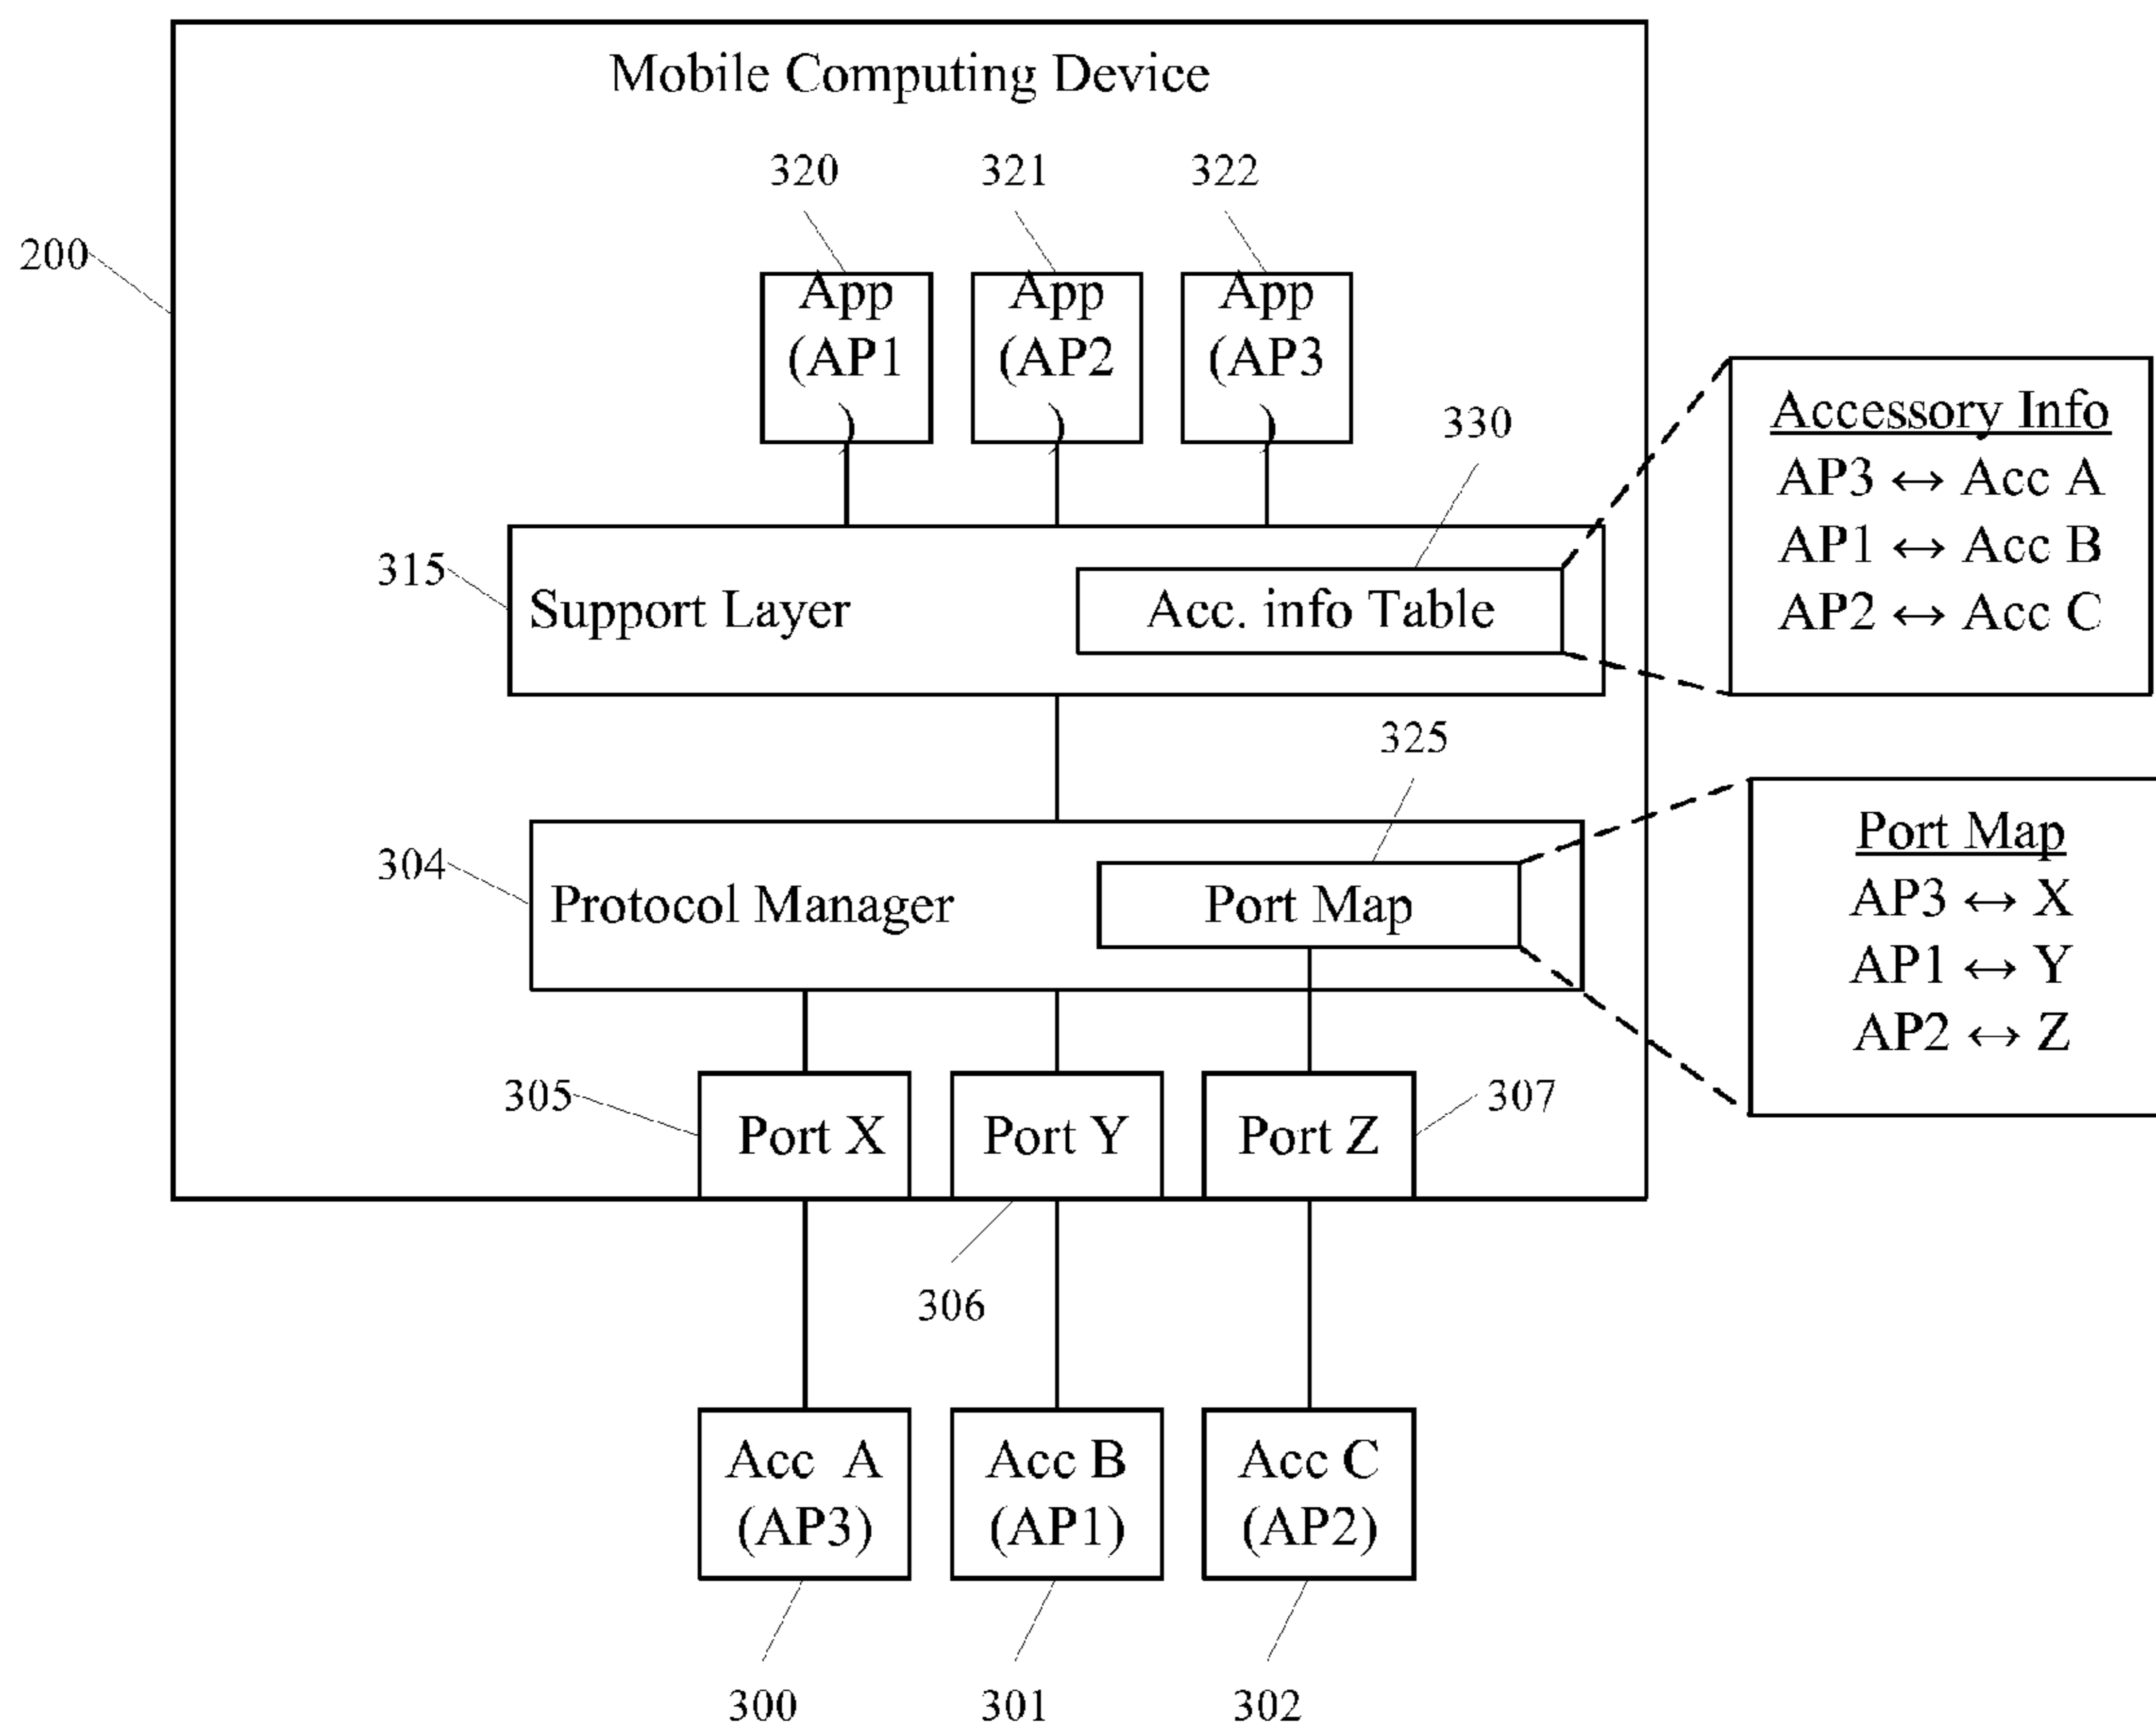 Mobile Computing Device
320 321 322
200
App
(AP1
)
App
(AP2
)
App
(AP3
)
330
315
Support Layer
Acc. info Table
Accessory Info
AP3 ↔ Acc A
AP1 ↔ Acc B
AP2 ↔ Acc C
325
304
Protocol Manager
Port Map
Port Map
AP3 ↔ X
AP1 ↔ Y
AP2 ↔ Z
305
Port X
Port Y
Port Z
307
306
Acc A
(AP3)
Acc B
(AP1)
Acc C
(AP2)
300 301 302